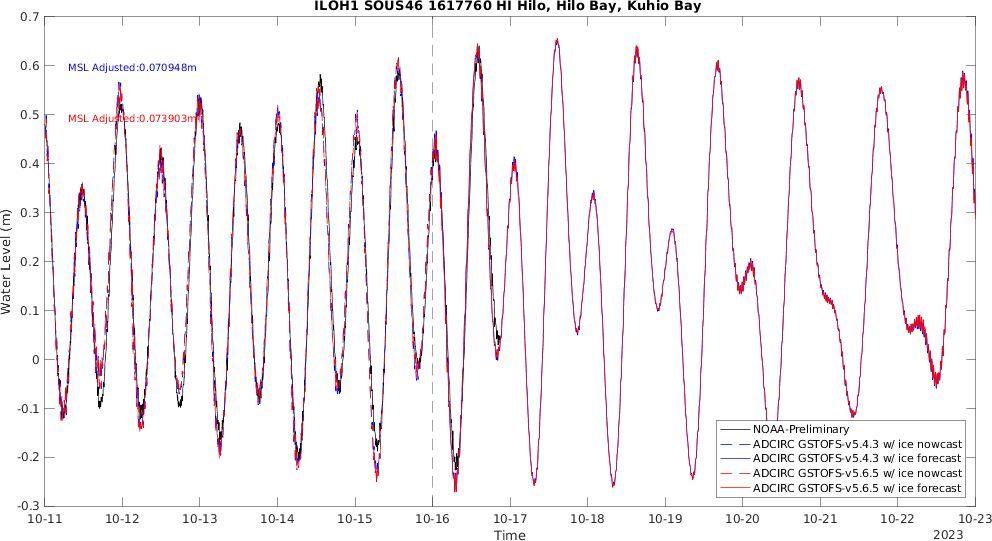 ILOH1 SOUS46 1617760 HI Hilo, Hilo Bay, Kuhio Bay
0.7
0.6
0.5
0.4
0.3
0.2
0.1
0
-0.1
-0.2
-0.3
Water Level (m)
MSL Adjusted:0.070948m
MSL Adjusted:0.073903m
NOAA-Preliminary
ADCIRC GSTOFS-v5.4.3 w/ ice nowcast
ADCIRC GSTOFS-v5.4.3 w/ ice forecast
ADCIRC GSTOFS-v5.6.5 w/ ice nowcast
ADCIRC GSTOFS-v5.6.5 w/ ice forecast
10-11 10-12 10-13 10-14 10-15 10-16 10-17 10-18 10-19 10-20 10-21 10-22 10-23
Time
2023